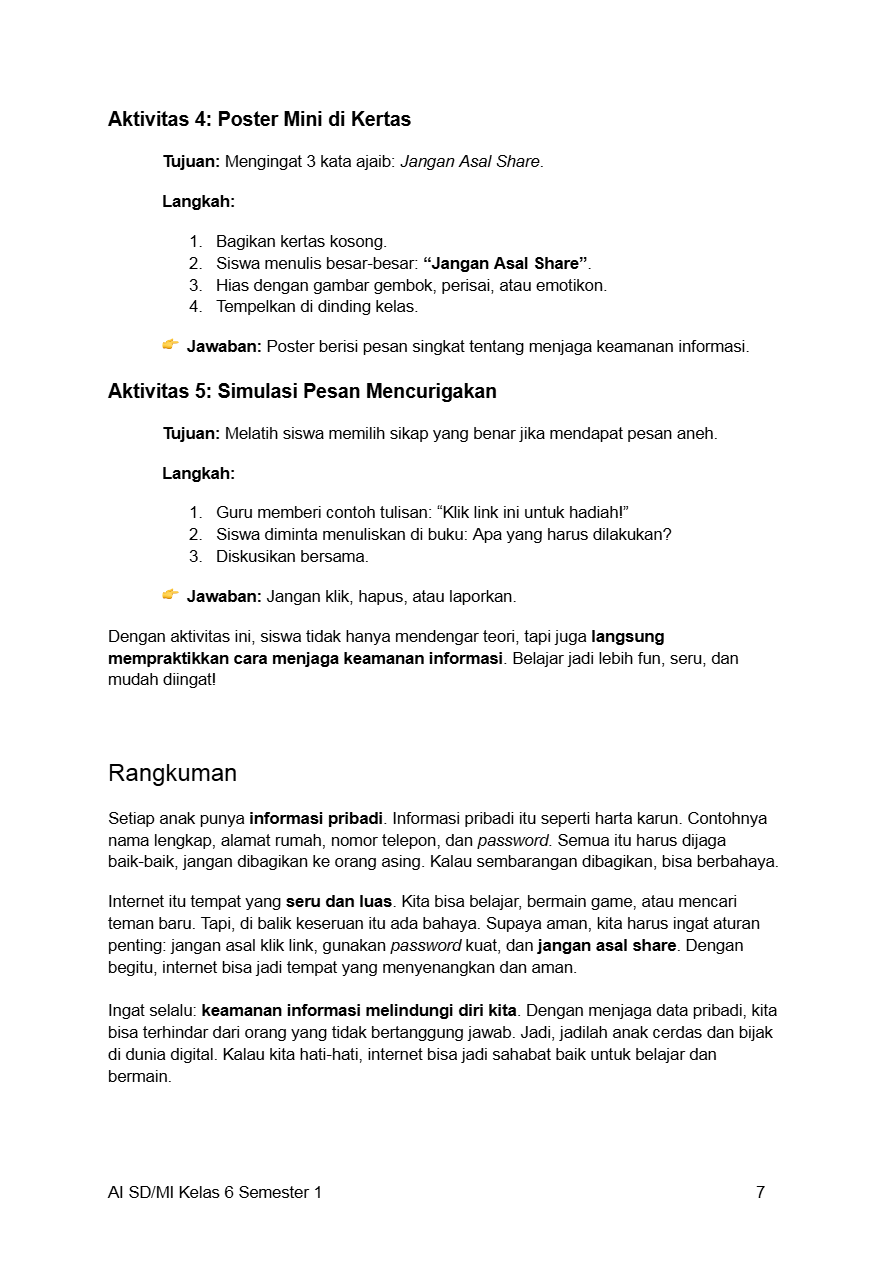 Aktivitas 4: Poster Mini di Kertas
Tujuan: Mengingat 3 kata ajaib: Jangan Asal Share.
Langkah:
1. Bagikan kertas kosong.
2. Siswa menulis besar-besar: “Jangan Asal Share”.
3. Hias dengan gambar gembok, perisai, atau emotikon.
4. Tempelkan di dinding kelas.
👉 Jawaban: Poster berisi pesan singkat tentang menjaga keamanan informasi.
Aktivitas 5: Simulasi Pesan Mencurigakan
Tujuan: Melatih siswa memilih sikap yang benar jika mendapat pesan aneh.
Langkah:
1. Guru memberi contoh tulisan: “Klik link ini untuk hadiah!”
2. Siswa diminta menuliskan di buku: Apa yang harus dilakukan?
3. Diskusikan bersama.
👉 Jawaban: Jangan klik, hapus, atau laporkan.
Dengan aktivitas ini, siswa tidak hanya mendengar teori, tapi juga langsung
mempraktikkan cara menjaga keamanan informasi. Belajar jadi lebih fun, seru, dan
mudah diingat!
Rangkuman
Setiap anak punya informasi pribadi. Informasi pribadi itu seperti harta karun. Contohnya
nama lengkap, alamat rumah, nomor telepon, dan password. Semua itu harus dijaga
baik-baik, jangan dibagikan ke orang asing. Kalau sembarangan dibagikan, bisa berbahaya.
Internet itu tempat yang seru dan luas. Kita bisa belajar, bermain game, atau mencari
teman baru. Tapi, di balik keseruan itu ada bahaya. Supaya aman, kita harus ingat aturan
penting: jangan asal klik link, gunakan password kuat, dan jangan asal share. Dengan
begitu, internet bisa jadi tempat yang menyenangkan dan aman.
Ingat selalu: keamanan informasi melindungi diri kita. Dengan menjaga data pribadi, kita
bisa terhindar dari orang yang tidak bertanggung jawab. Jadi, jadilah anak cerdas dan bijak
di dunia digital. Kalau kita hati-hati, internet bisa jadi sahabat baik untuk belajar dan
bermain.
AI SD/MI Kelas 6 Semester 1 7